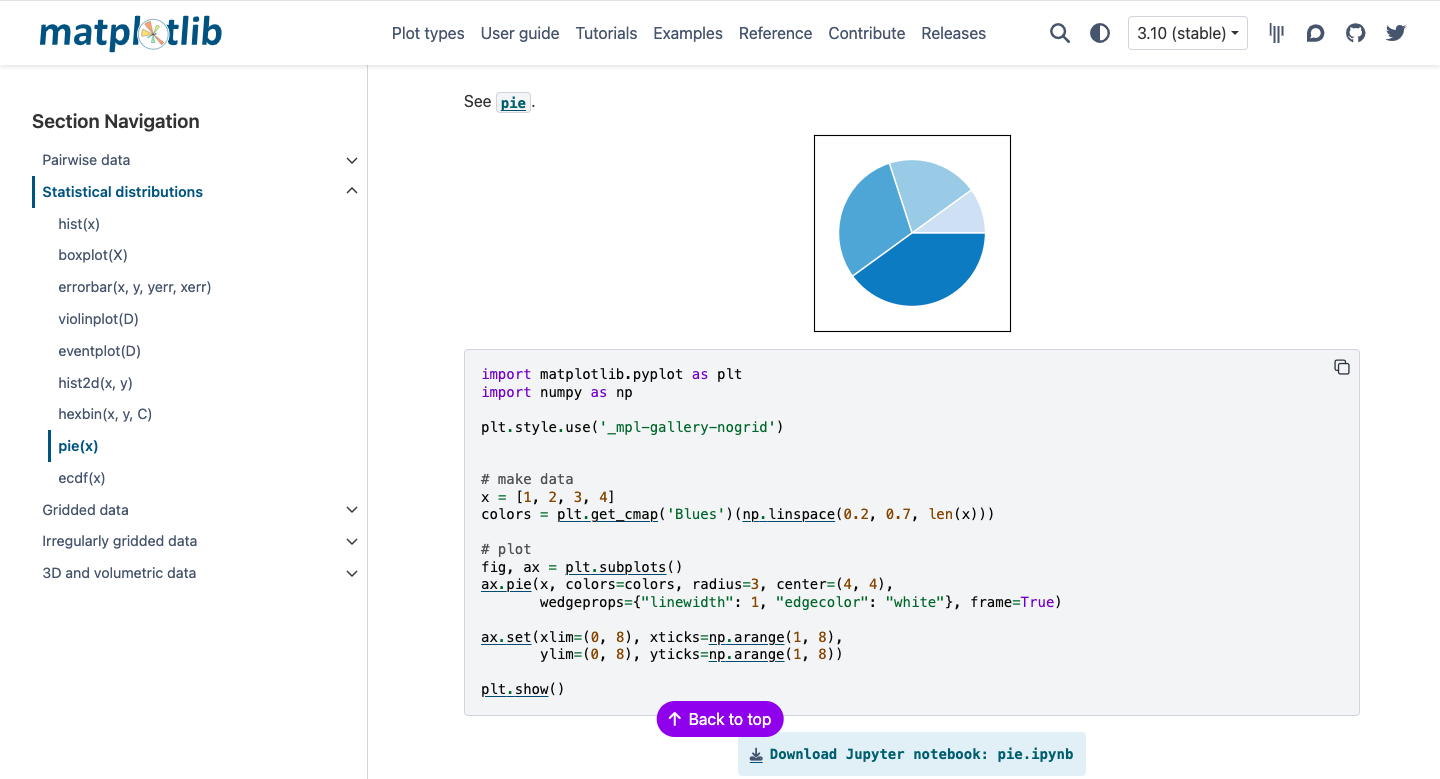 matplotlib
Plot types
User guide
Tutorials
Examples
Reference
Contribute
Releases
3.10 (stable)
Section Navigation
Pairwise data
Statistical distributions
hist(x)
boxplot(X)
errorbar(x, y, yerr, xerr)
violinplot(D)
eventplot(D)
hist2d(x, y)
hexbin(x, y, C)
pie(x)
ecdf(x)
Gridded data
Irregularly gridded data
3D and volumetric data
See pie.
import matplotlib.pyplot as plt
import numpy as np
plt.style.use('_mpl-gallery-nogrid')
# make data
x = [1, 2, 3, 4]
colors = plt.get_cmap('Blues')(np.linspace(0.2, 0.7, len(x)))
# plot
fig, ax = plt.subplots()
ax.pie(x, colors=colors, radius=3, center=(4, 4),
       wedgeprops={"linewidth": 1, "edgecolor": "white"}, frame=True)
ax.set(xlim=(0, 8), xticks=np.arange(1, 8),
       ylim=(0, 8), yticks=np.arange(1, 8))
plt.show()
Back to top
Download Jupyter notebook: pie.ipynb